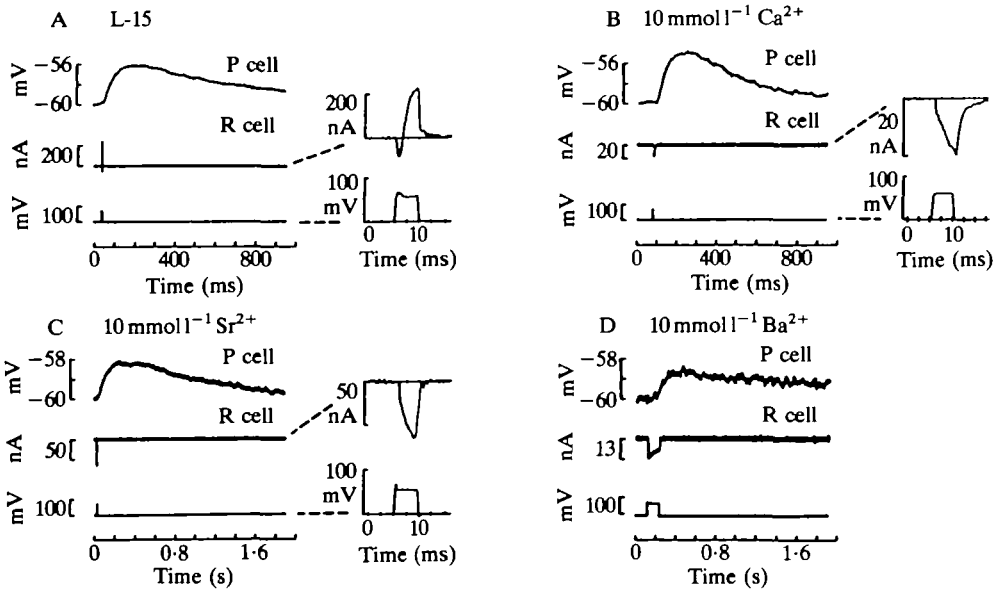 A L-15
−56
mV
−60
P cell
R cell
nA
200
mV
100
0 400 800
Time (ms)
200
nA
100
mV
0 10
Time (ms)
B 10 mmol l⁻¹ Ca²⁺
−56
mV
−60
P cell
R cell
nA
20
mV
100
0 400 800
Time (ms)
20
nA
100
mV
0 10
Time (ms)
C 10 mmol l⁻¹ Sr²⁺
−58
mV
−60
P cell
R cell
nA
50
mV
100
0 0·8 1·6
Time (s)
50
nA
100
mV
0 10
Time (ms)
D 10 mmol l⁻¹ Ba²⁺
−58
mV
−60
P cell
R cell
nA
13
mV
100
0 0·8 1·6
Time (s)